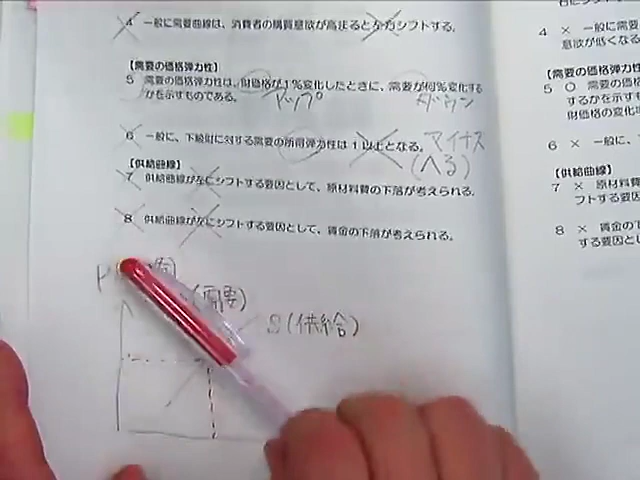 4 一般に需要曲線は、消費者の購買意欲が高まると左方シフトする。
【需要の価格弾力性】
5 需要の価格弾力性は、財価格が1%変化したときに、需要が何%変化する
かを示すものである。
アップ
ダウン
6 一般に、下級財に対する需要の所得弾力性は1以上となる。
マイナス
(へる)
【供給曲線】
7 供給曲線が左にシフトする要因として、原材料費の下落が考えられる。
8 供給曲線が左にシフトする要因として、賃金の下落が考えられる。
P
(需要)
S(供給)
4 × 一般に需要
意欲が低くなる
【需要の価格弾
5 ○ 需要の価格
するかを示す
財価格の変化
6 × 一般に、
【供給曲線】
7 × 原材料
フトする要
8 × 賃金の
する要因と